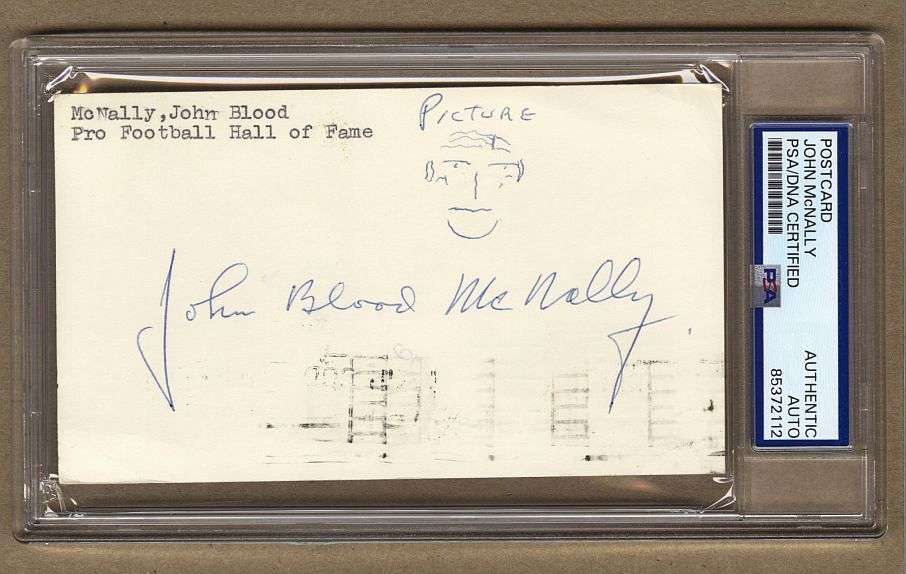 McNally,John Blood
Pro Football Hall of Fame
PICTURE
John Blood McNally
POSTCARD
JOHN McNALLY
PSA/DNA CERTIFIED
PSA
AUTHENTIC
AUTO
85372112